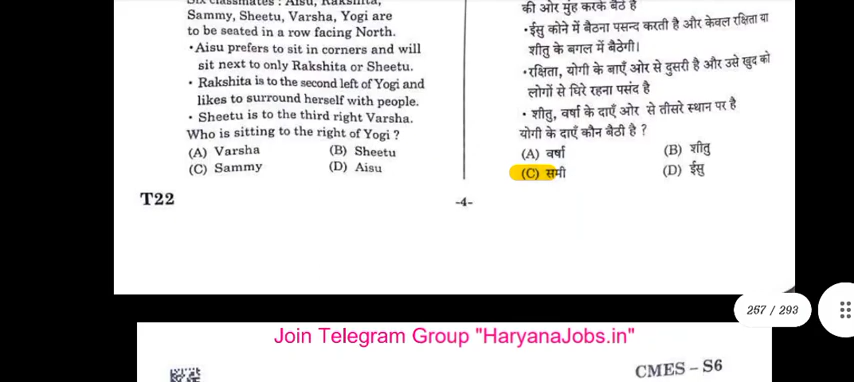 Six classmates : Aisu, Rakshita,
Sammy, Sheetu, Varsha, Yogi are
to be seated in a row facing North.
•Aisu prefers to sit in corners and will
sit next to only Rakshita or Sheetu.
• Rakshita is to the second left of Yogi and
likes to surround herself with people.
• Sheetu is to the third right Varsha.
Who is sitting to the right of Yogi ?
(A) Varsha (B) Sheetu
(C) Sammy (D) Aisu
की ओर मुंह करके बैठे हैं
•ईसु कोने में बैठना पसन्द करती है और केवल रक्षिता या
शीतु के बगल में बैठेगी।
•रक्षिता, योगी के बाएँ ओर से दुसरी है और उसे खुद को
लोगों से घिरे रहना पसंद है
• शीतु, वर्षा के दाएँ ओर से तीसरे स्थान पर है
योगी के दाएँ कौन बैठी है ?
(A) वर्षा (B) शीतु
(C) समी (D) ईसु
T22
-4-
257 / 293
Join Telegram Group "HaryanaJobs.in"
CMES – S6